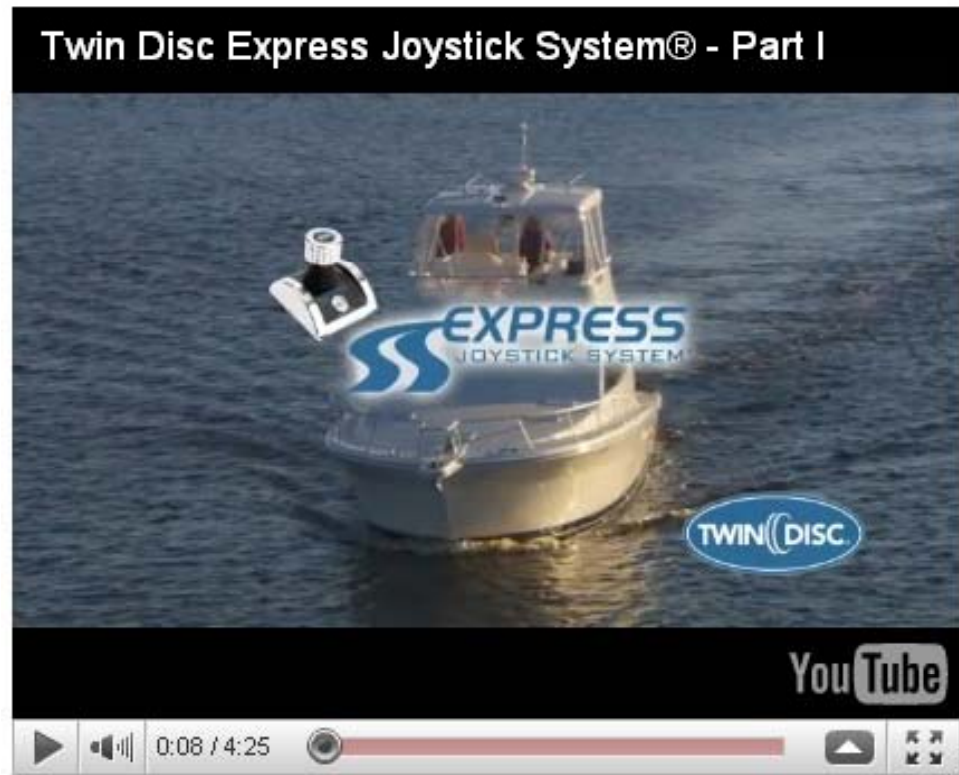 Twin Disc Express Joystick System® - Part I
EXPRESS
JOYSTICK SYSTEM
TWIN DISC
YouTube
0:08 / 4:25